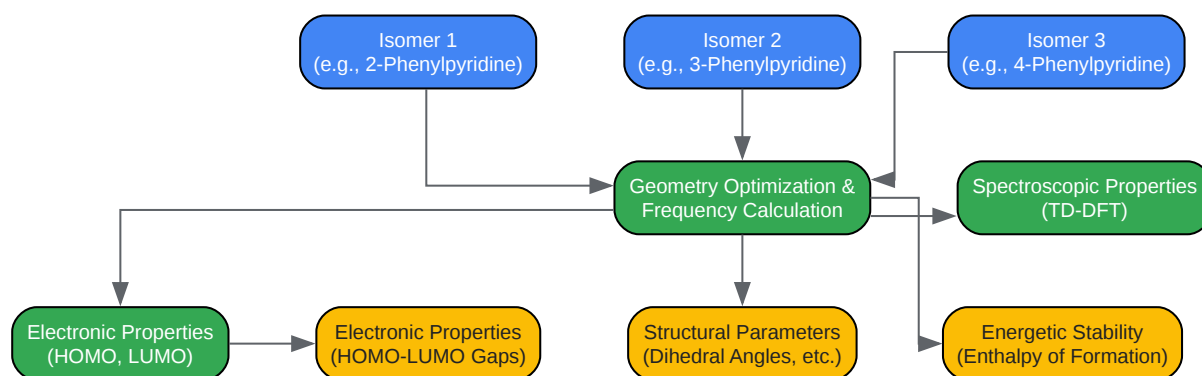 Isomer 1
(e.g., 2-Phenylpyridine)
Isomer 2
(e.g., 3-Phenylpyridine)
Isomer 3
(e.g., 4-Phenylpyridine)
Geometry Optimization &
Frequency Calculation
Spectroscopic Properties
(TD-DFT)
Electronic Properties
(HOMO, LUMO)
Electronic Properties
(HOMO-LUMO Gaps)
Structural Parameters
(Dihedral Angles, etc.)
Energetic Stability
(Enthalpy of Formation)